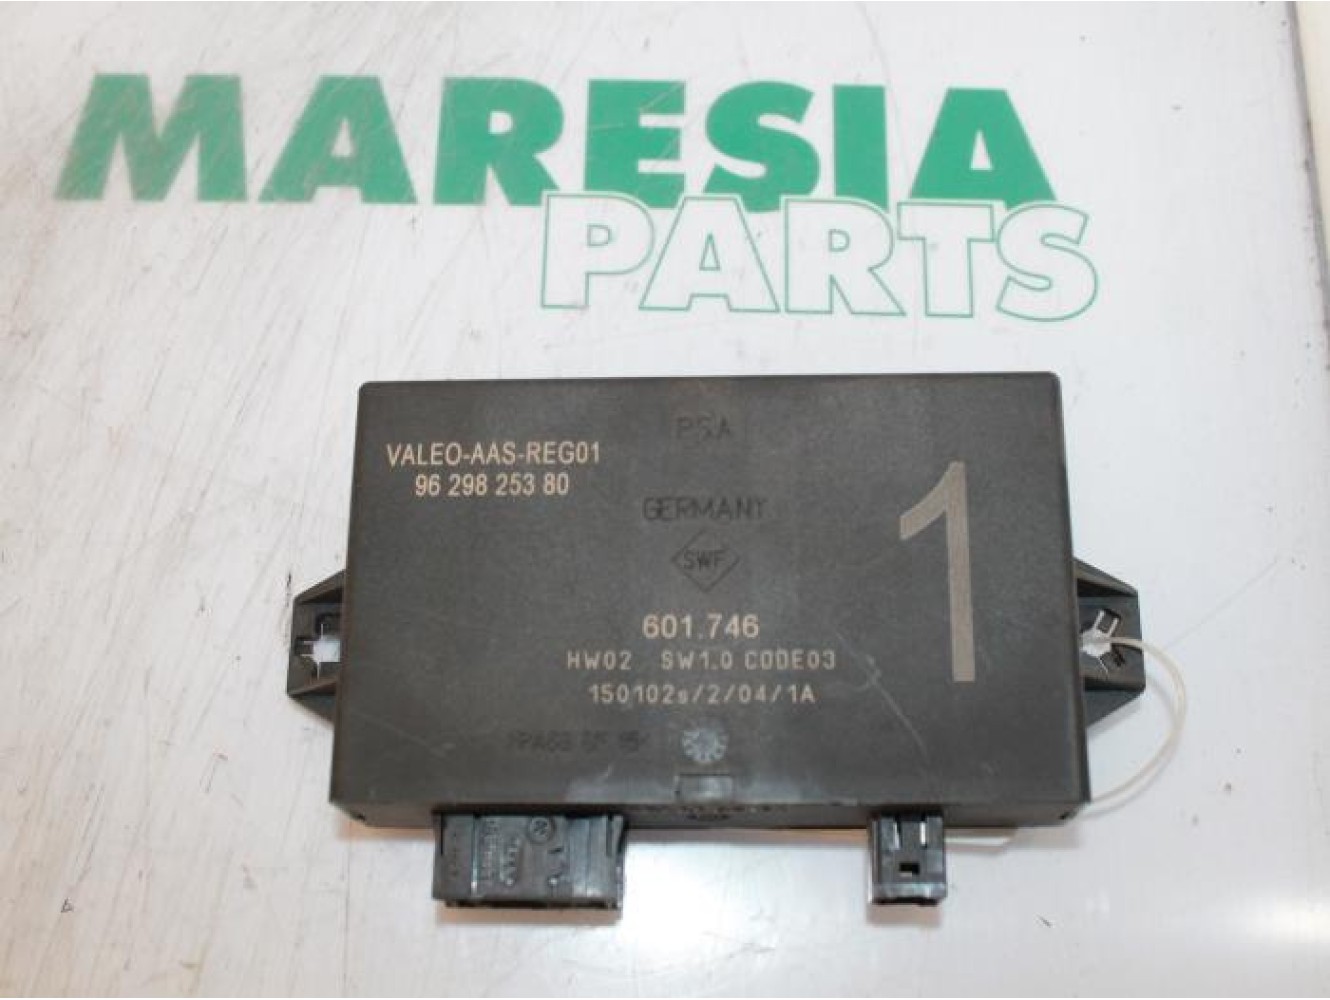 MARESIA
PARTS
PSA
VALEO-AAS-REG01
96 298 253 80
GERMANY
SWF
601.746
HW02 SW1.0 CODE03
150102s/2/04/1A
1